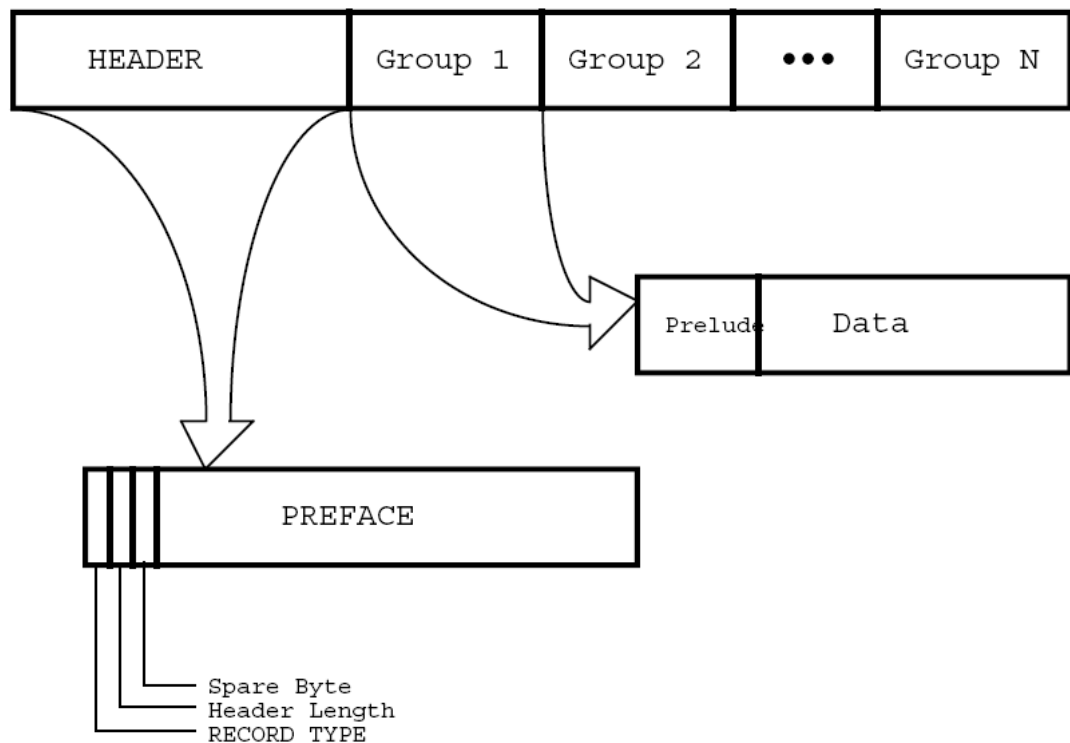 HEADER Group 1 Group 2 ••• Group N
Prelude Data
PREFACE
Spare Byte
Header Length
RECORD TYPE